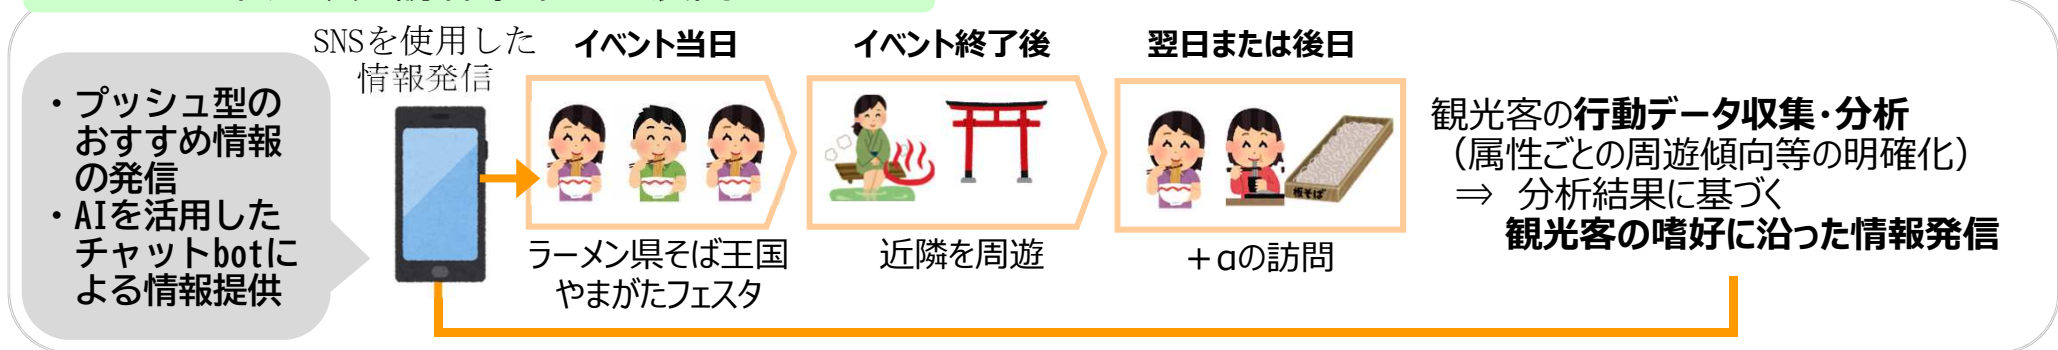 SNSを使用した
情報発信
・プッシュ型の
おすすめ情報
の発信
・AIを活用した
チャットbotに
よる情報提供
イベント当日
ラーメン県そば王国
やまがたフェスタ
イベント終了後
近隣を周遊
翌日または後日
板そば
+αの訪問
観光客の行動データ収集・分析
(属性ごとの周遊傾向等の明確化)
⇒ 分析結果に基づく
観光客の嗜好に沿った情報発信